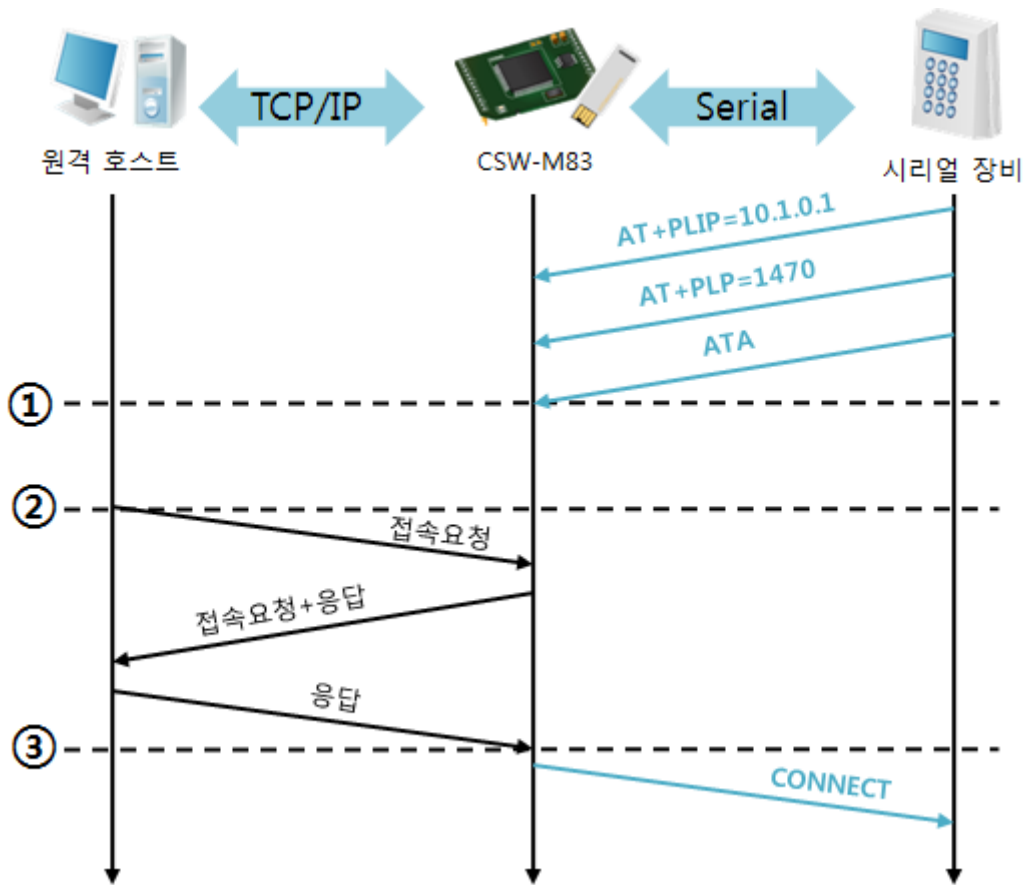 TCP/IP
Serial
원격 호스트
CSW-M83
시리얼 장비
AT+PLIP=10.1.0.1
AT+PLP=1470
ATA
①
②
접속요청
접속요청+응답
응답
③
CONNECT